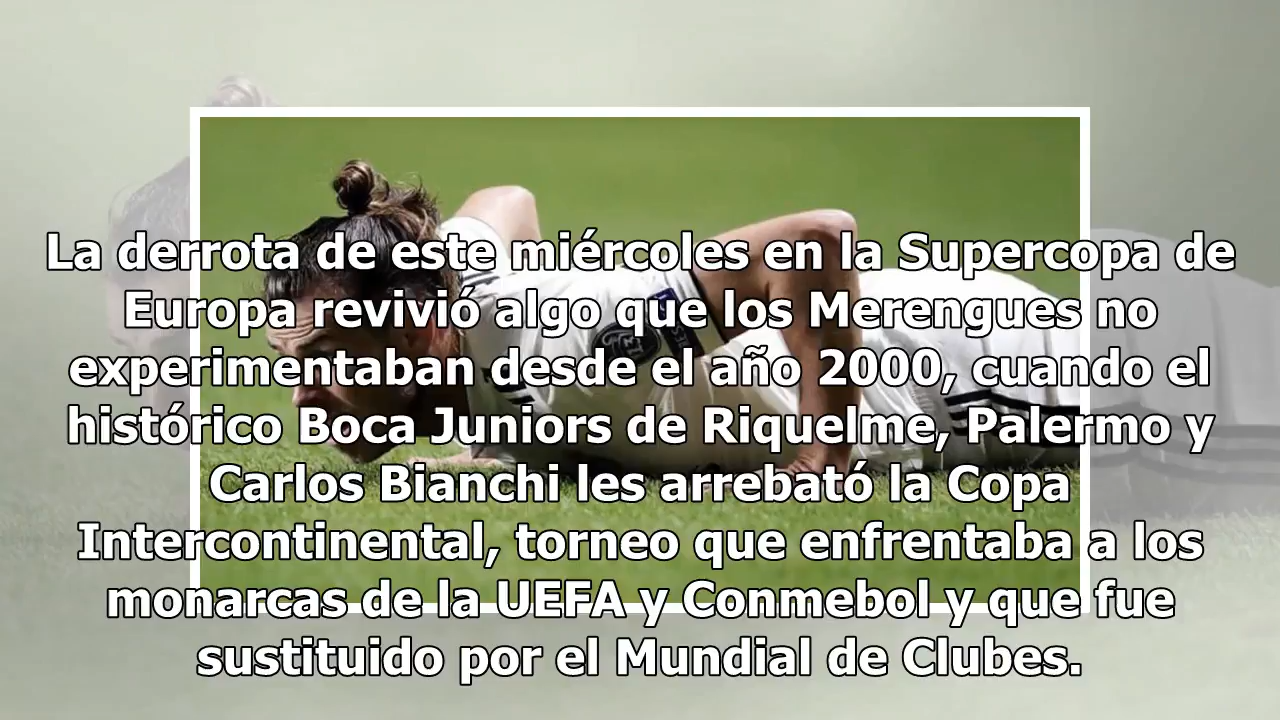 La derrota de este miércoles en la Supercopa de
Europa revivió algo que los Merengues no
experimentaban desde el año 2000, cuando el
histórico Boca Juniors de Riquelme, Palermo y
Carlos Bianchi les arrebató la Copa
Intercontinental, torneo que enfrentaba a los
monarcas de la UEFA y Conmebol y que fue
sustituido por el Mundial de Clubes.